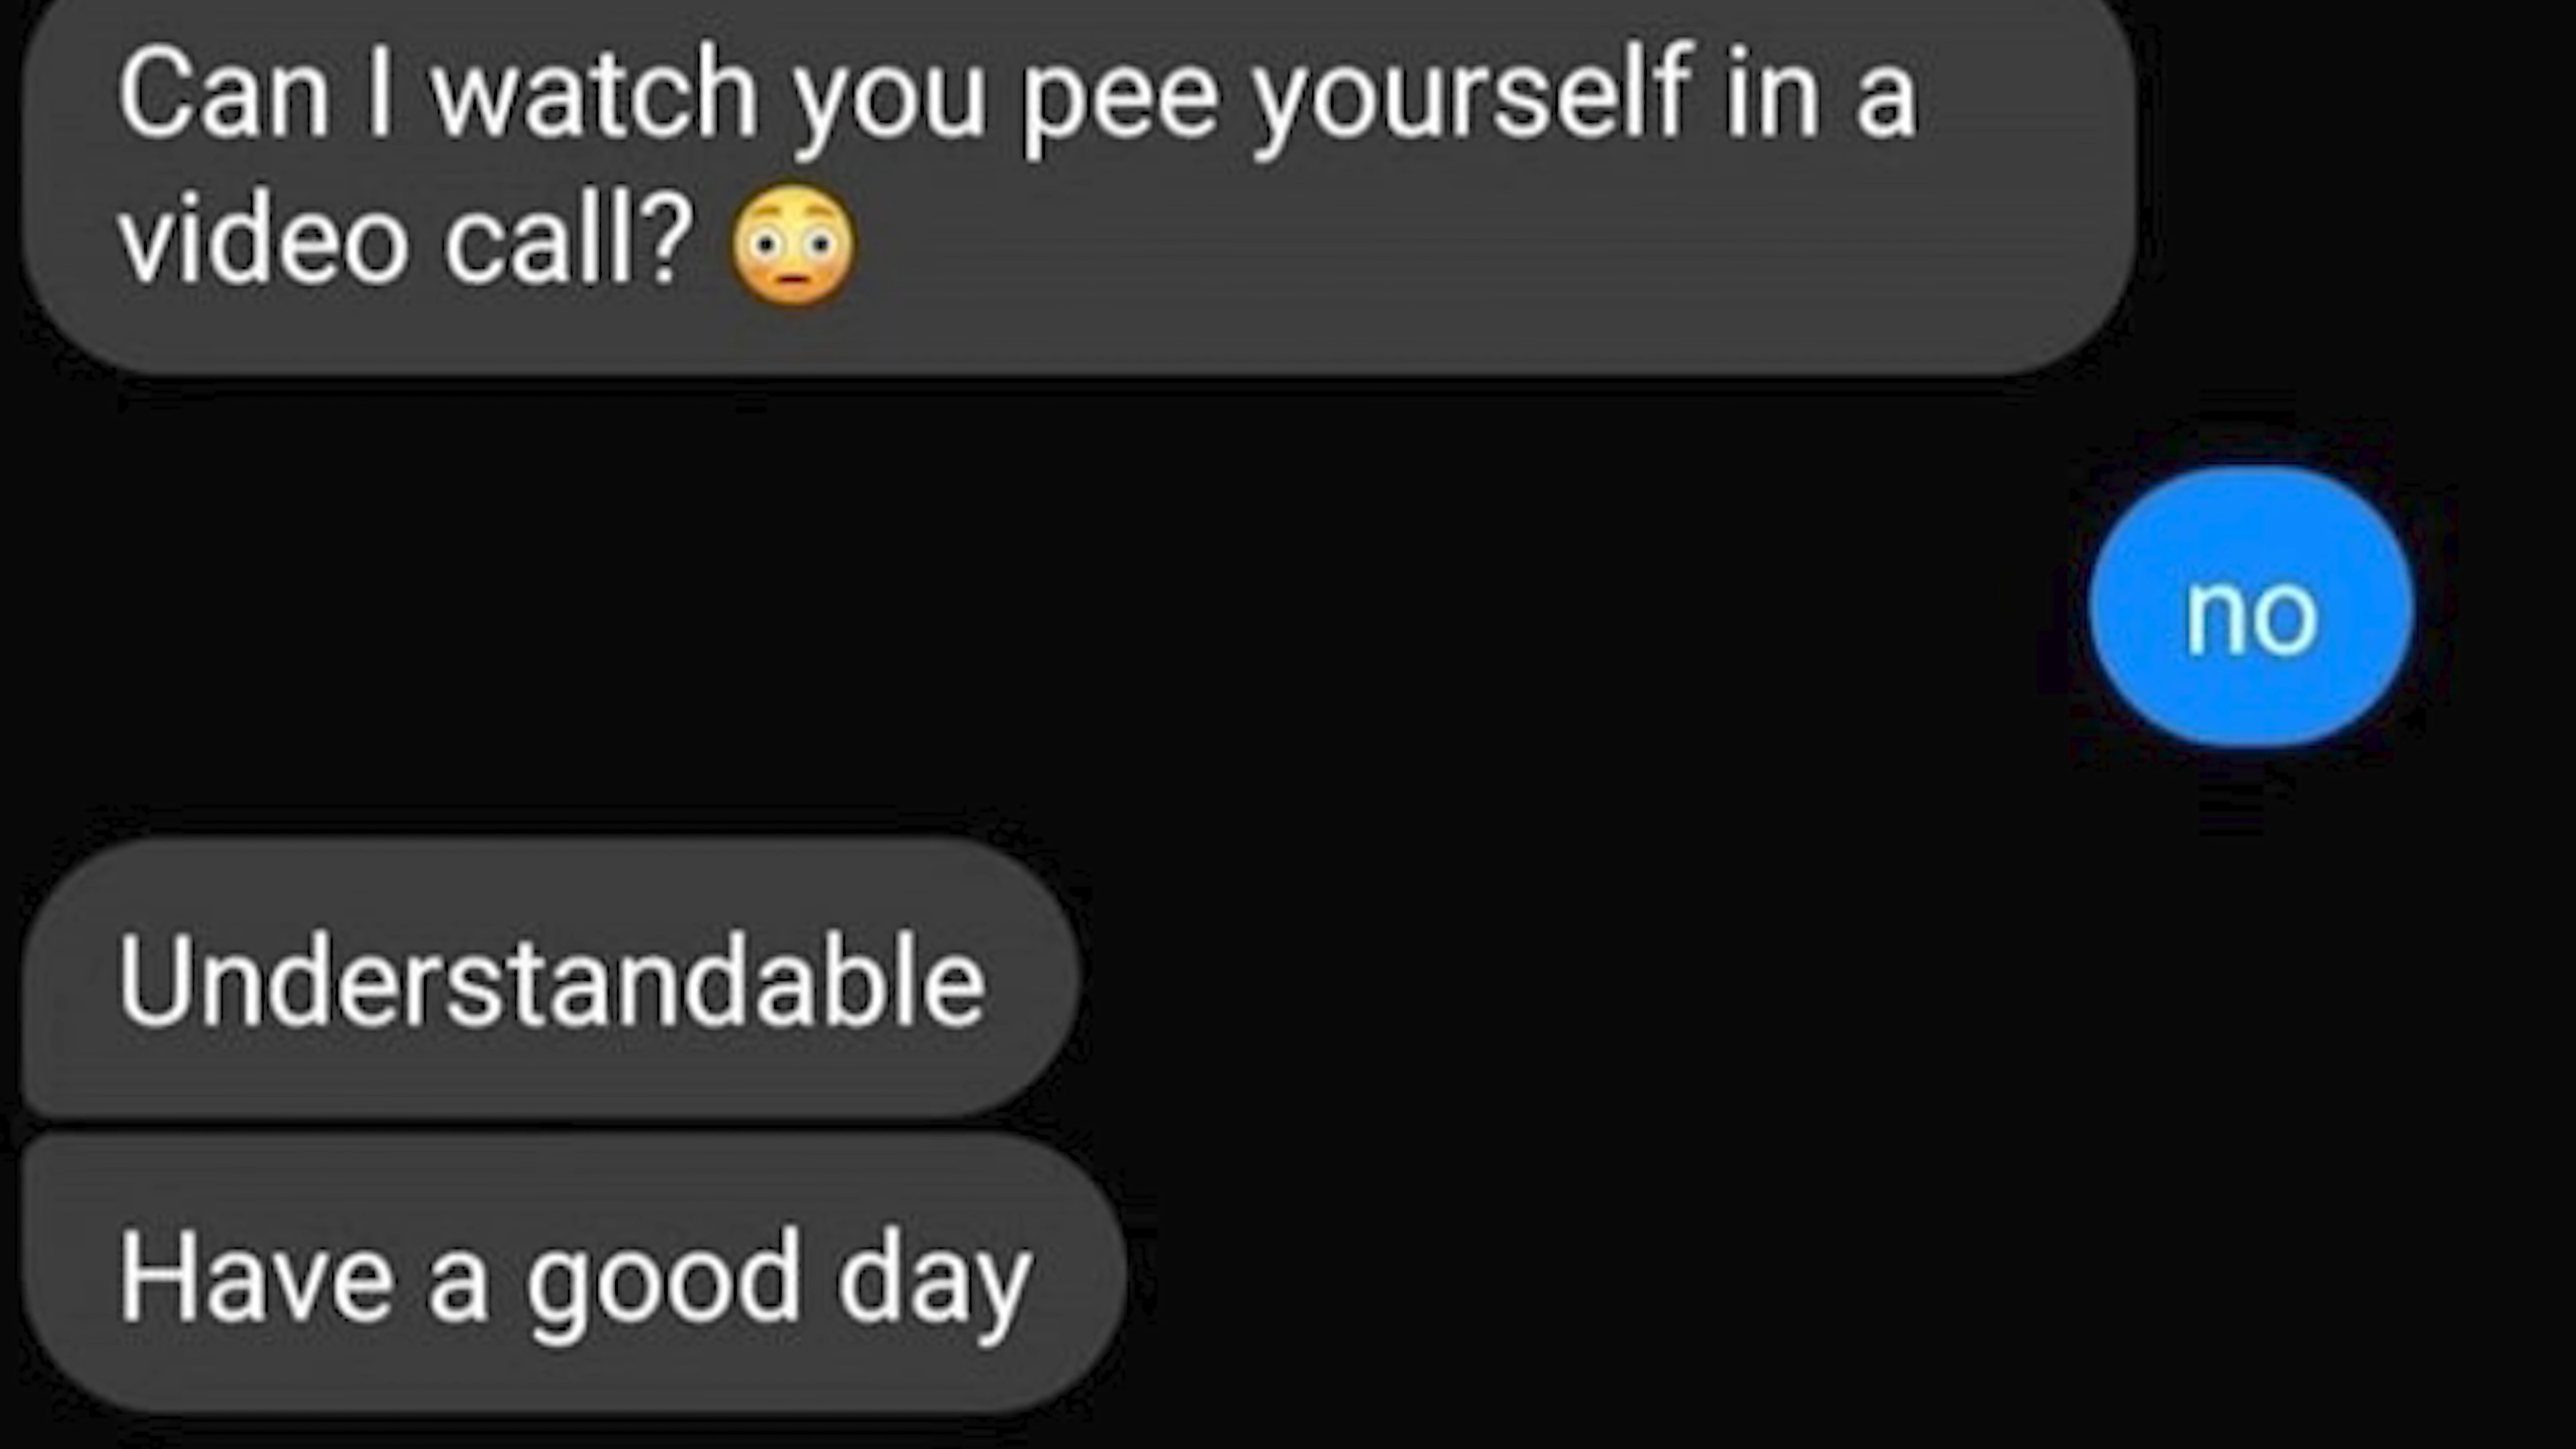 Can I watch you pee yourself in a
video call? 😳
no
Understandable
Have a good day